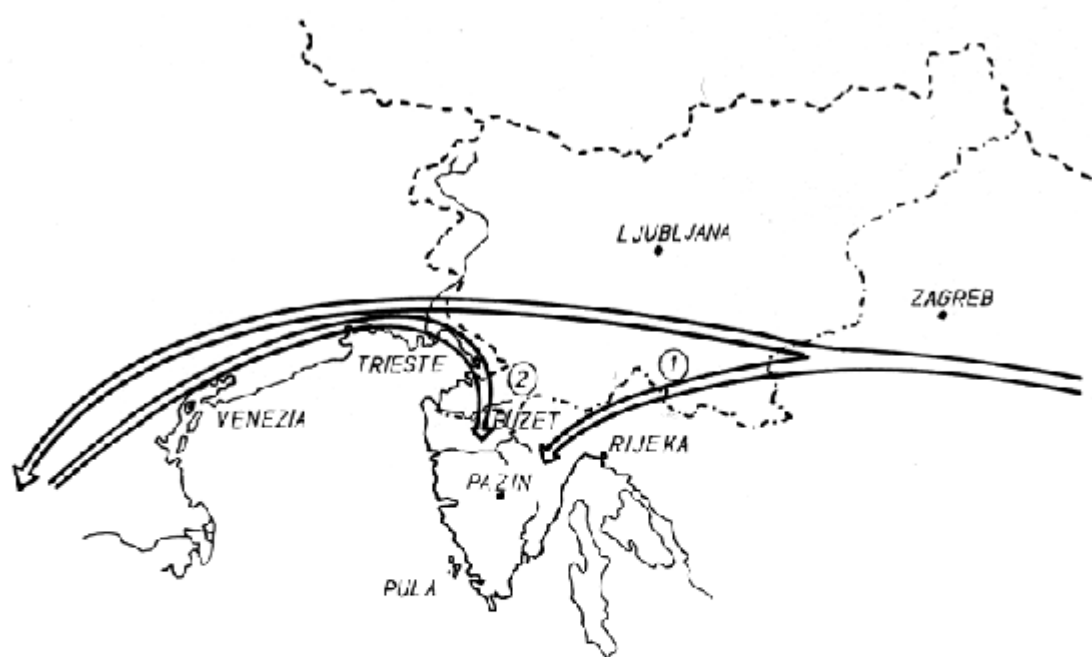 LJUBLJANA
ZAGREB
1
TRIESTE
2
VENEZIA
BUZET
RIJEKA
PAZIN
PULA